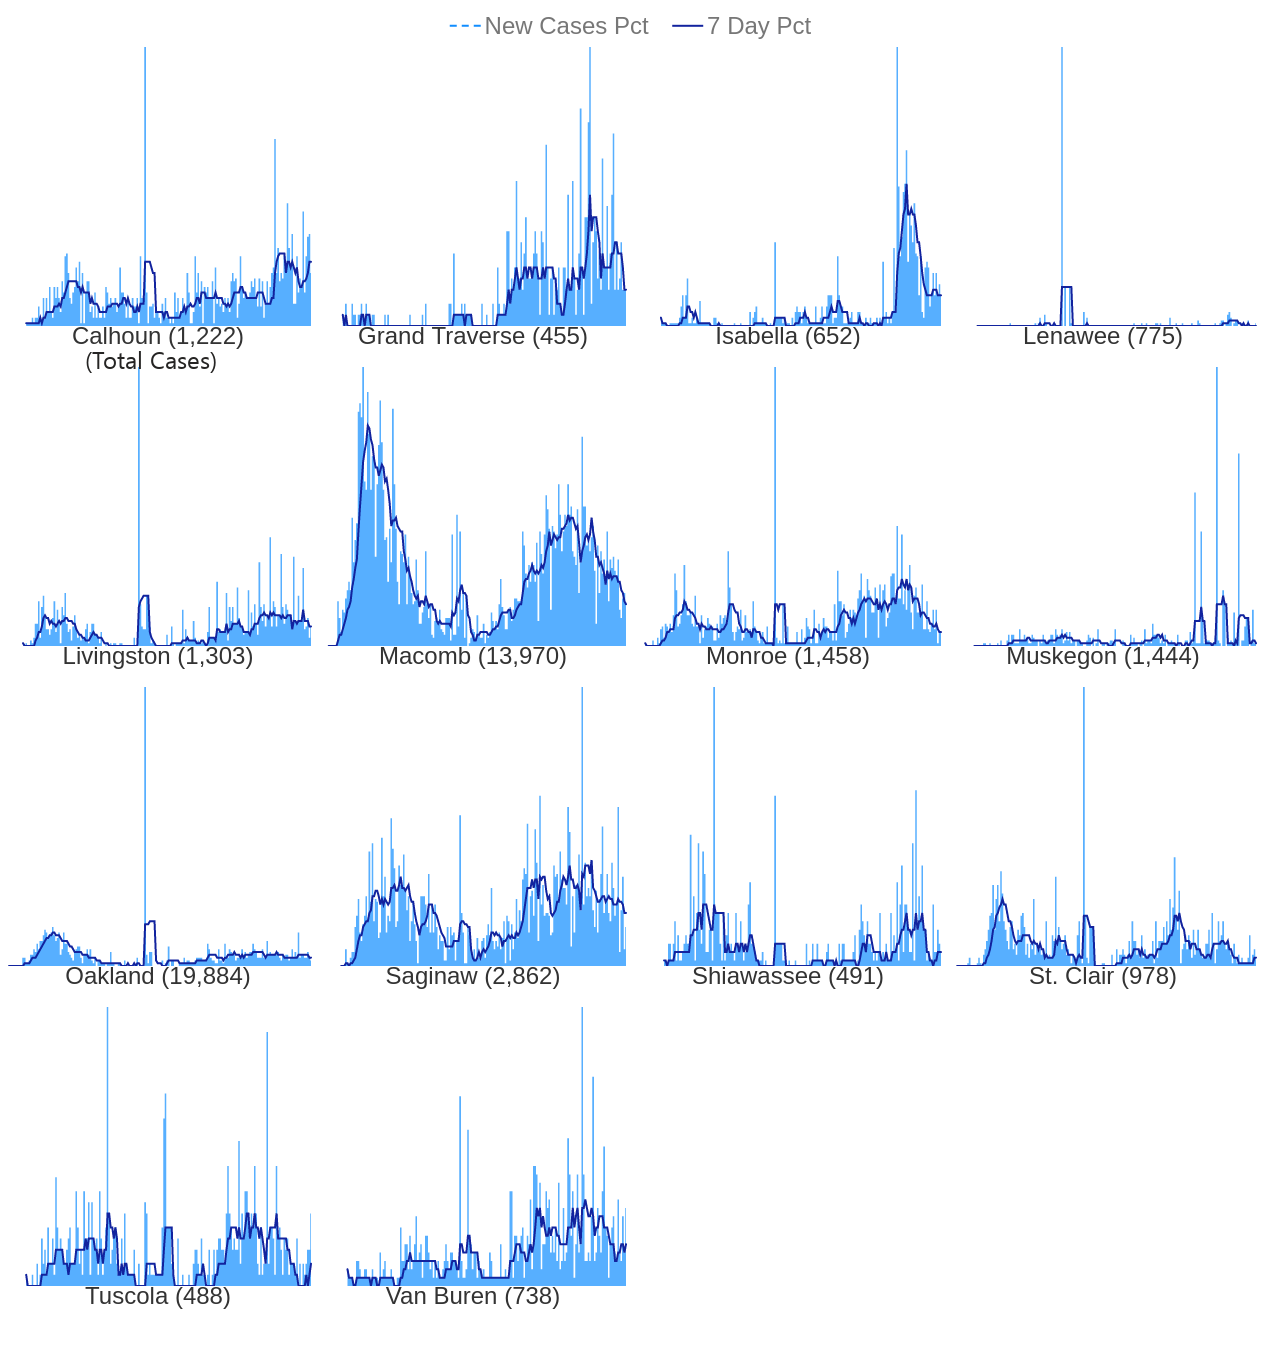 New Cases Pct 7 Day Pct
Calhoun (1,222)
(Total Cases)
Grand Traverse (455)
Isabella (652)
Lenawee (775)
Livingston (1,303)
Macomb (13,970)
Monroe (1,458)
Muskegon (1,444)
Oakland (19,884)
Saginaw (2,862)
Shiawassee (491)
St. Clair (978)
Tuscola (488)
Van Buren (738)